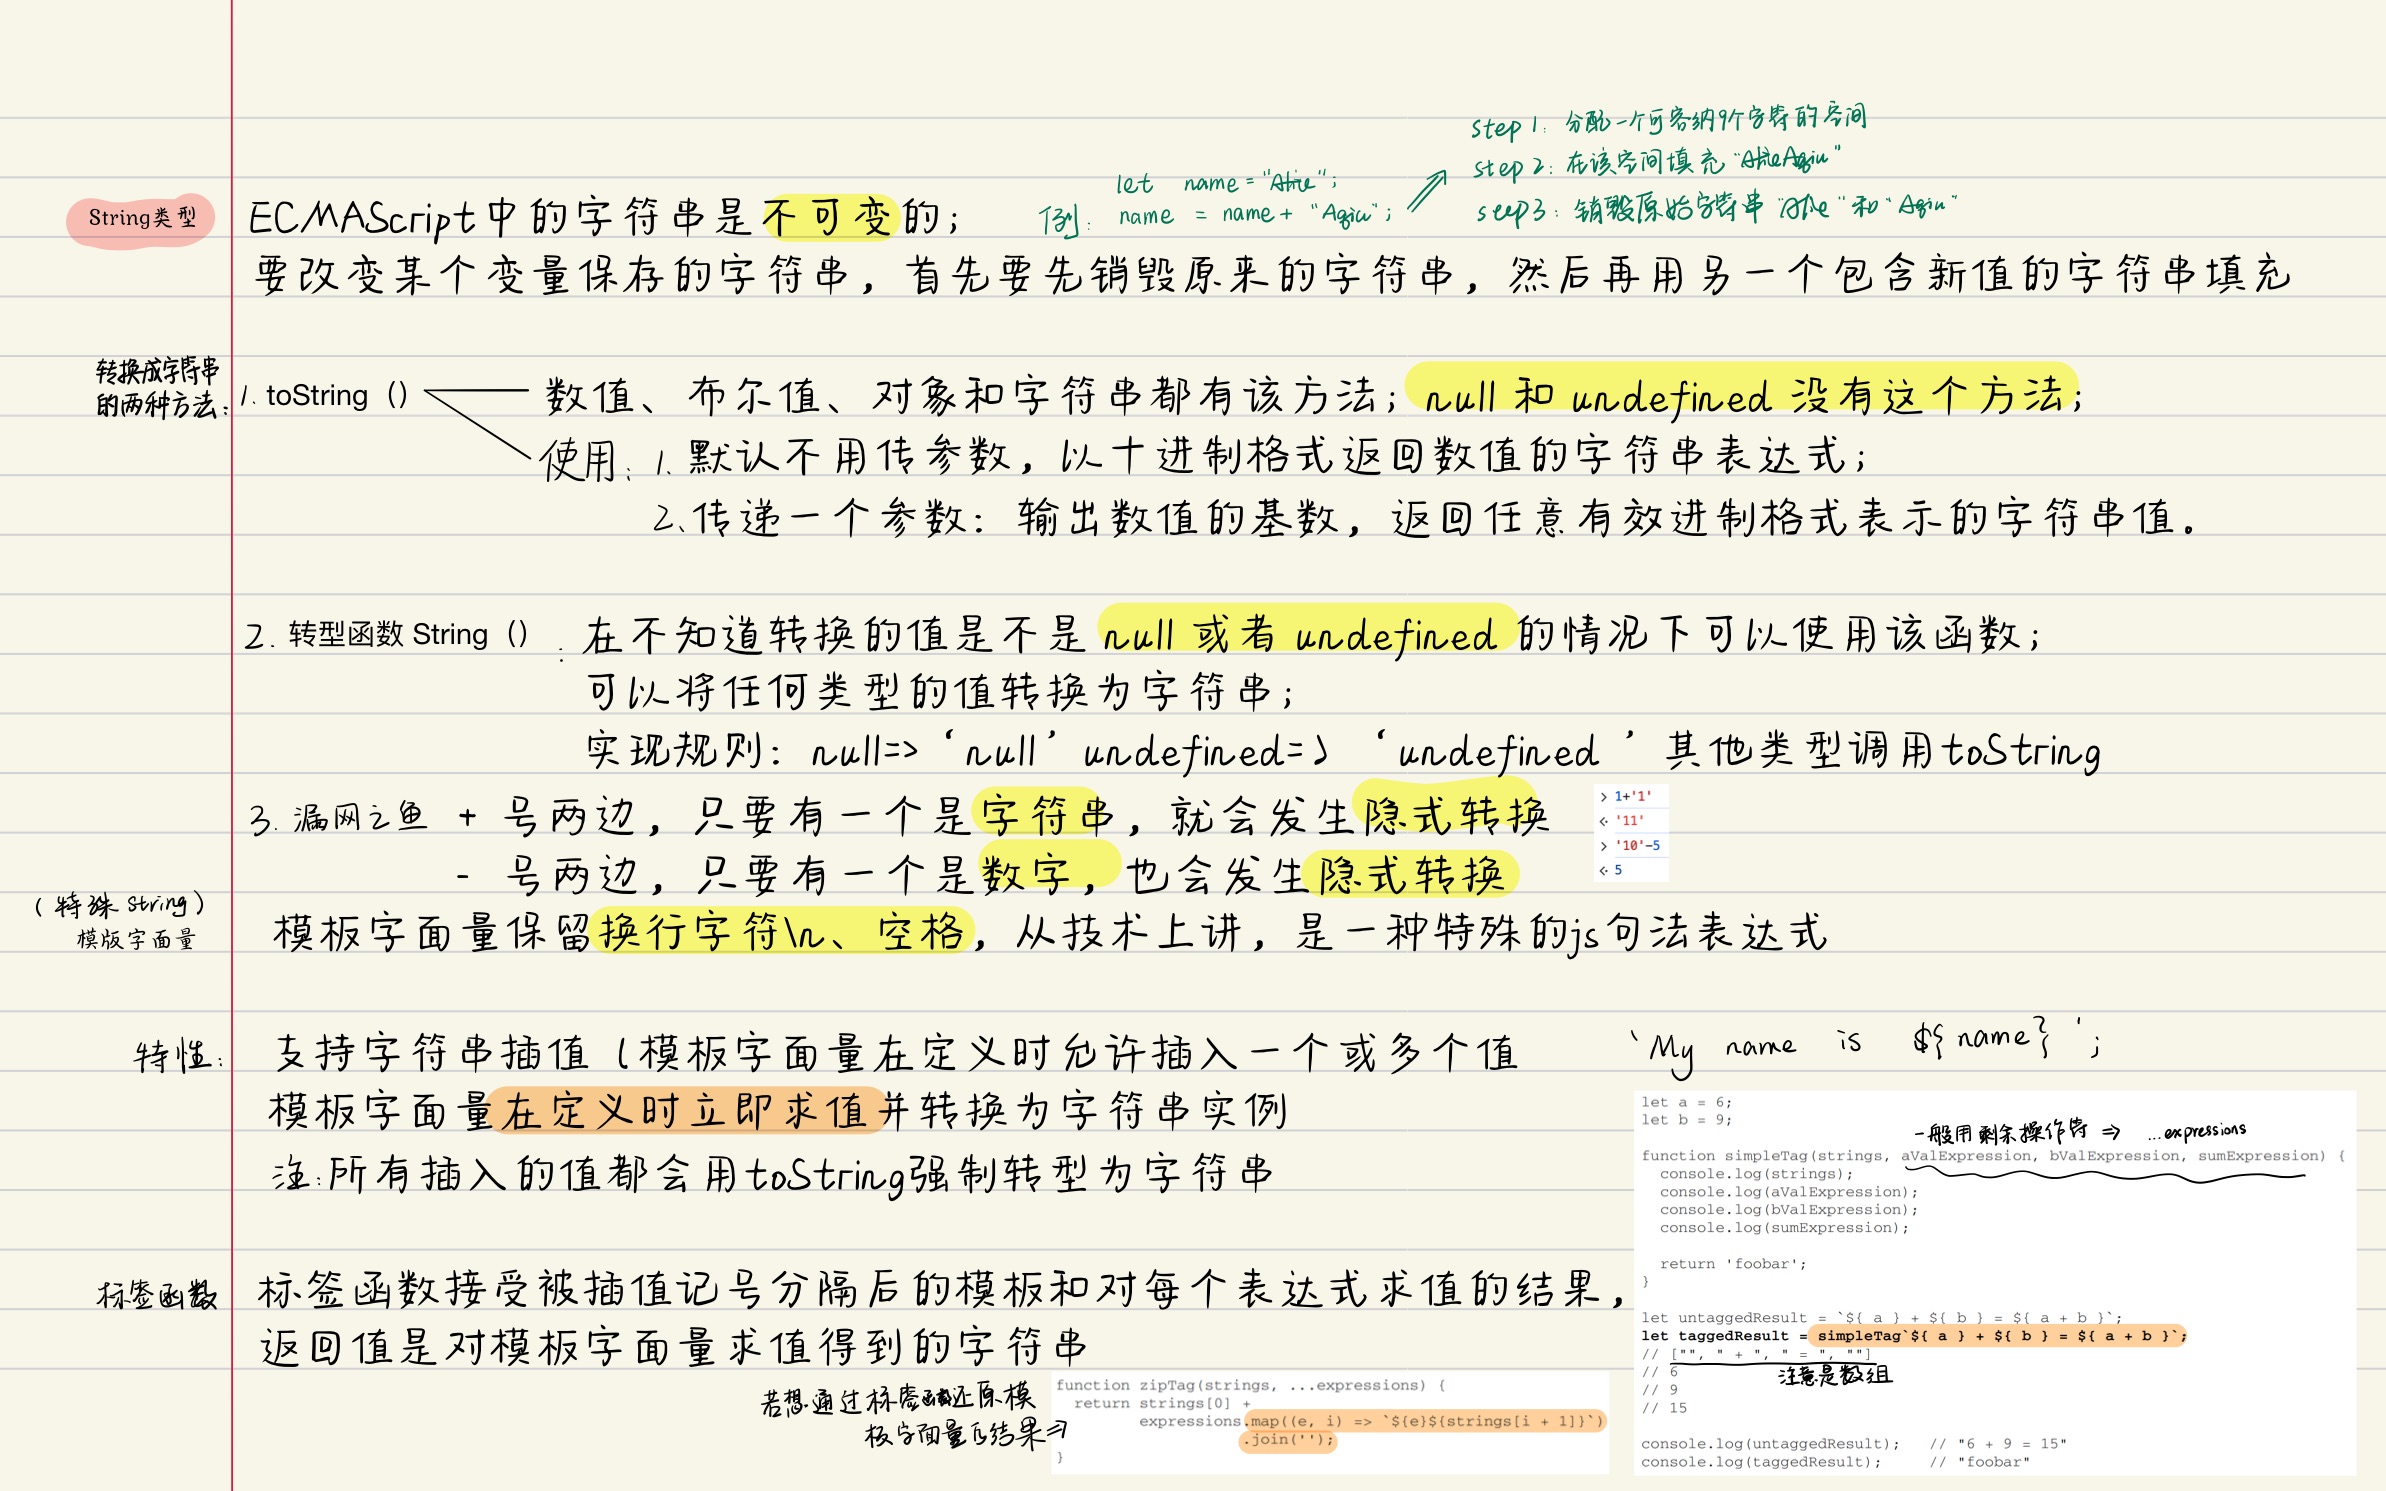 step 1: 分配一个可容纳9个字符的空间
step 2: 在该空间填充 "AliceAqiu"
step3: 销毁原始字符串 "Alice" 和 "Aqiu"
let name = "Alice";
例: name = name + "Aqiu";
String类型
ECMAScript中的字符串是不可变的;
要改变某个变量保存的字符串, 首先要先销毁原来的字符串, 然后再用另一个包含新值的字符串填充
转换成字符串
的两种方法:
1. toString ()
数值、布尔值、对象和字符串都有该方法; null 和 undefined 没有这个方法;
使用: 1. 默认不用传参数, 以十进制格式返回数值的字符串表达式;
2. 传递一个参数: 输出数值的基数, 返回任意有效进制格式表示的字符串值.
2. 转型函数 String () : 在不知道转换的值是不是 null 或者 undefined 的情况下可以使用该函数;
可以将任何类型的值转换为字符串;
实现规则: null=> ‘null’ undefined=> ‘undefined ’ 其他类型调用toString
3. 漏网之鱼 + 号两边, 只要有一个是字符串, 就会发生隐式转换
- 号两边, 只要有一个是数字, 也会发生隐式转换
> 1+'1'
< '11'
> '10'-5
< 5
(特殊 String)
模版字面量
模板字面量保留换行字符\n、空格, 从技术上讲, 是一种特殊的js句法表达式
特性:
支持字符串插值 (模板字面量在定义时允许插入一个或多个值
`My name is ${name}`;
模板字面量在定义时立即求值并转换为字符串实例
注:所有插入的值都会用toString强制转型为字符串
标签函数
标签函数接受被插值记号分隔后的模板和对每个表达式求值的结果,
返回值是对模板字面量求值得到的字符串
let a = 6;
let b = 9;
一般用剩余操作符 => ...expressions
function simpleTag(strings, aValExpression, bValExpression, sumExpression) {
console.log(strings);
console.log(aValExpression);
console.log(bValExpression);
console.log(sumExpression);
return 'foobar';
}
let untaggedResult = `${ a } + ${ b } = ${ a + b }`;
let taggedResult = simpleTag`${ a } + ${ b } = ${ a + b }`;
// ["", " + ", " = ", ""]
注意是数组
// 6
// 9
// 15
console.log(untaggedResult); // "6 + 9 = 15"
console.log(taggedResult); // "foobar"
若想通过标签函数还原模
板字面量的结果=>
function zipTag(strings, ...expressions) {
return strings[0] +
expressions.map((e, i) => `${e}${strings[i + 1]}`)
.join('');
}